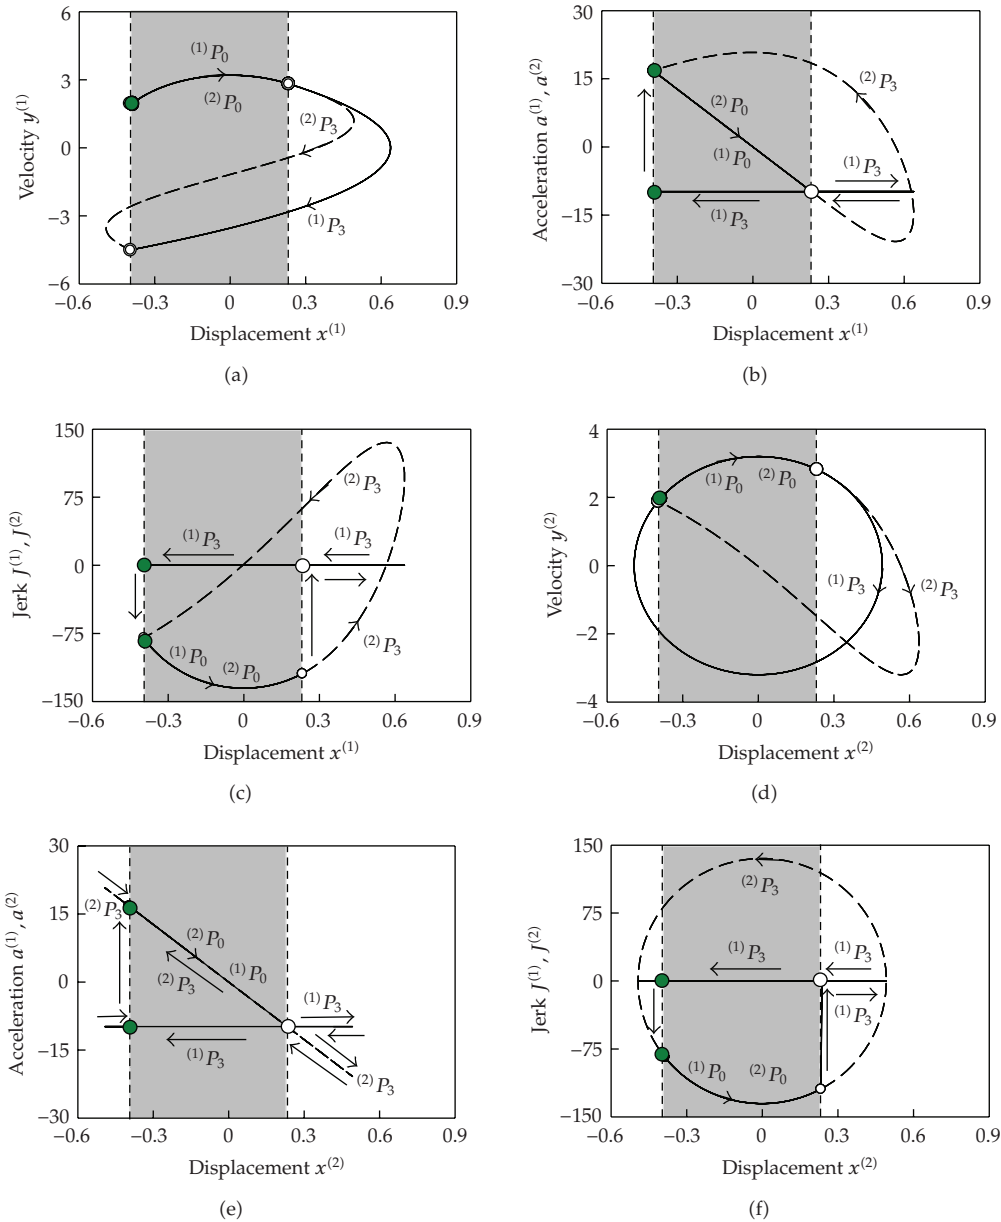 6
3
0
−3
−6
Velocity y(1)
(1)P0
(2)P0
(2)P3
(1)P3
−0.6 −0.3 0 0.3 0.6 0.9
Displacement x(1)
(a)
30
15
0
−15
−30
Acceleration a(1), a(2)
(2)P3
(2)P0
(1)P0
(1)P3
(1)P3
−0.6 −0.3 0 0.3 0.6 0.9
Displacement x(1)
(b)
150
75
0
−75
−150
Jerk J(1), J(2)
(2)P3
(1)P3
(1)P3
(1)P0
(2)P0
(2)P3
−0.6 −0.3 0 0.3 0.6 0.9
Displacement x(1)
(c)
4
2
0
−2
−4
Velocity y(2)
(1)P0
(2)P0
(1)P3
(2)P3
−0.6 −0.3 0 0.3 0.6 0.9
Displacement x(2)
(d)
30
15
0
−15
−30
Acceleration a(1), a(2)
(2)P3
(2)P0
(2)P3
(1)P0
(1)P3
(1)P3
(2)P3
−0.6 −0.3 0 0.3 0.6 0.9
Displacement x(2)
(e)
150
75
0
−75
−150
Jerk J(1), J(2)
(2)P3
(1)P3
(1)P3
(1)P3
(1)P0
(2)P0
−0.6 −0.3 0 0.3 0.6 0.9
Displacement x(2)
(f)